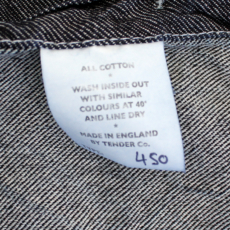 ALL COTTON
WASH INSIDE OUT
WITH SIMILAR
COLOURS AT 40°
AND LINE DRY
MADE IN ENGLAND
BY TENDER Co.
450